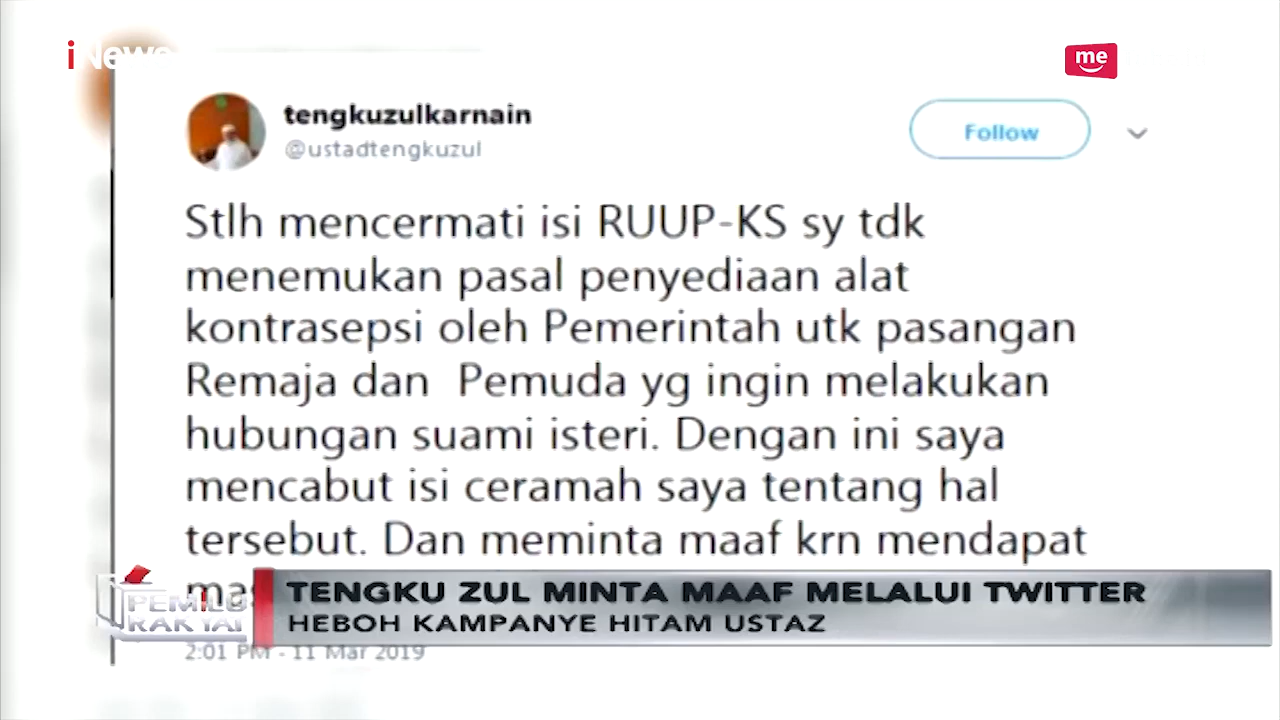 iNews
me
tengkuzulkarnain
@ustadtengkuzul
Follow
Stlh mencermati isi RUUP-KS sy tdk
menemukan pasal penyediaan alat
kontrasepsi oleh Pemerintah utk pasangan
Remaja dan Pemuda yg ingin melakukan
hubungan suami isteri. Dengan ini saya
mencabut isi ceramah saya tentang hal
tersebut. Dan meminta maaf krn mendapat
PEMILU
RAKYAT
TENGKU ZUL MINTA MAAF MELALUI TWITTER
HEBOH KAMPANYE HITAM USTAZ
2:01 PM - 11 Mar 2019